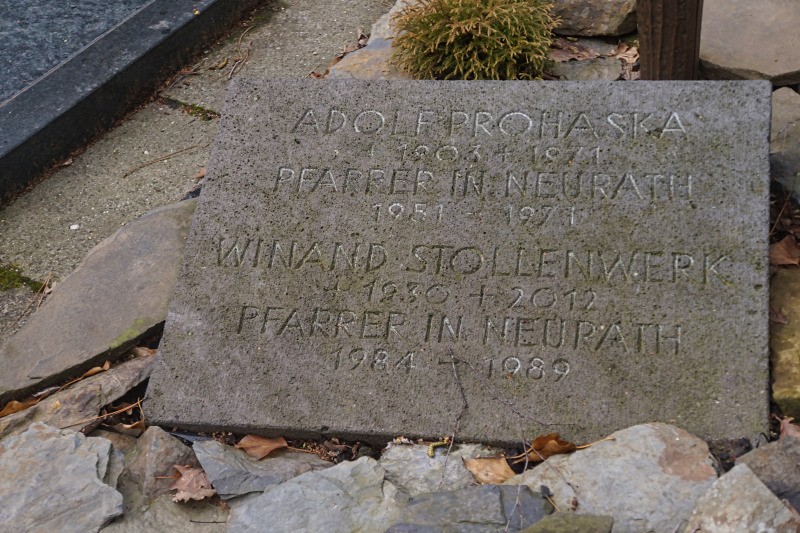 ADOLF PROHASKA
* 1903 + 1971
PFARRER IN NEURATH
1951 - 1971
WINAND STOLLENWERK
* 1930 + 2012
PFARRER IN NEURATH
1984 - 1989